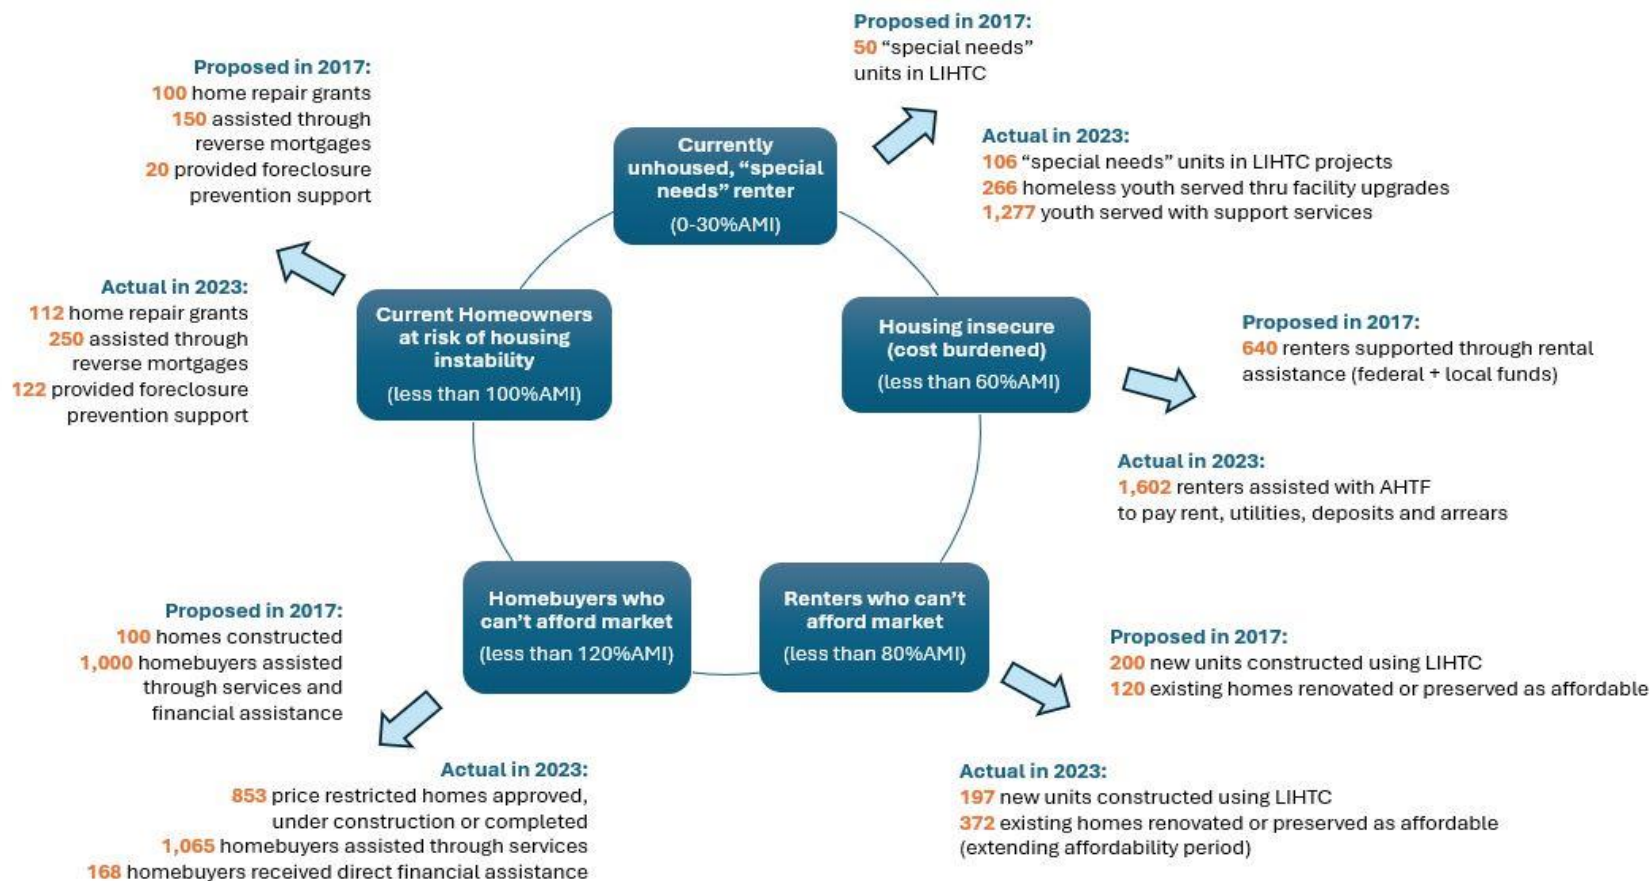 Proposed in 2017:
50 “special needs”
units in LIHTC
Actual in 2023:
106 “special needs” units in LIHTC projects
266 homeless youth served thru facility upgrades
1,277 youth served with support services
Currently
unhoused, “special
needs” renter
(0-30%AMI)
Proposed in 2017:
100 home repair grants
150 assisted through
reverse mortgages
20 provided foreclosure
prevention support
Actual in 2023:
112 home repair grants
250 assisted through
reverse mortgages
122 provided foreclosure
prevention support
Current Homeowners
at risk of housing
instability
(less than 100%AMI)
Housing insecure
(cost burdened)
(less than 60%AMI)
Proposed in 2017:
640 renters supported through rental
assistance (federal + local funds)
Actual in 2023:
1,602 renters assisted with AHTF
to pay rent, utilities, deposits and arrears
Homebuyers who
can’t afford market
(less than 120%AMI)
Renters who can’t
afford market
(less than 80%AMI)
Proposed in 2017:
100 homes constructed
1,000 homebuyers assisted
through services and
financial assistance
Actual in 2023:
853 price restricted homes approved,
under construction or completed
1,065 homebuyers assisted through services
168 homebuyers received direct financial assistance
Proposed in 2017:
200 new units constructed using LIHTC
120 existing homes renovated or preserved as affordable
Actual in 2023:
197 new units constructed using LIHTC
372 existing homes renovated or preserved as affordable
(extending affordability period)